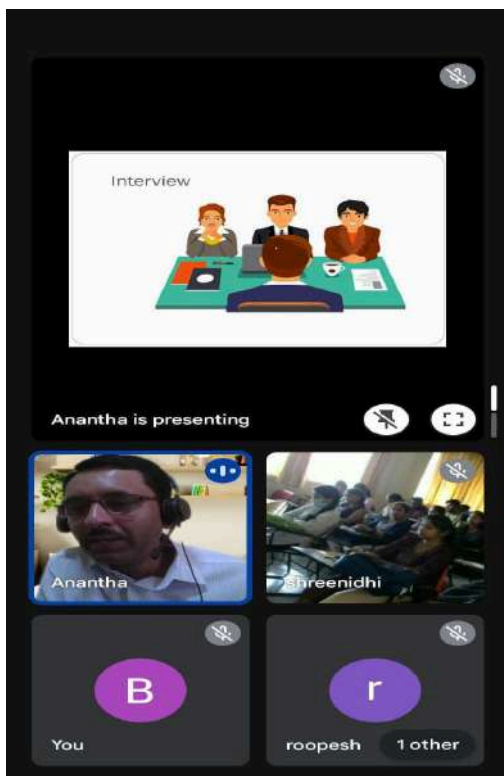 Interview
Anantha is presenting
Anantha
shreenidhi
B
You
r
roopesh
1 other